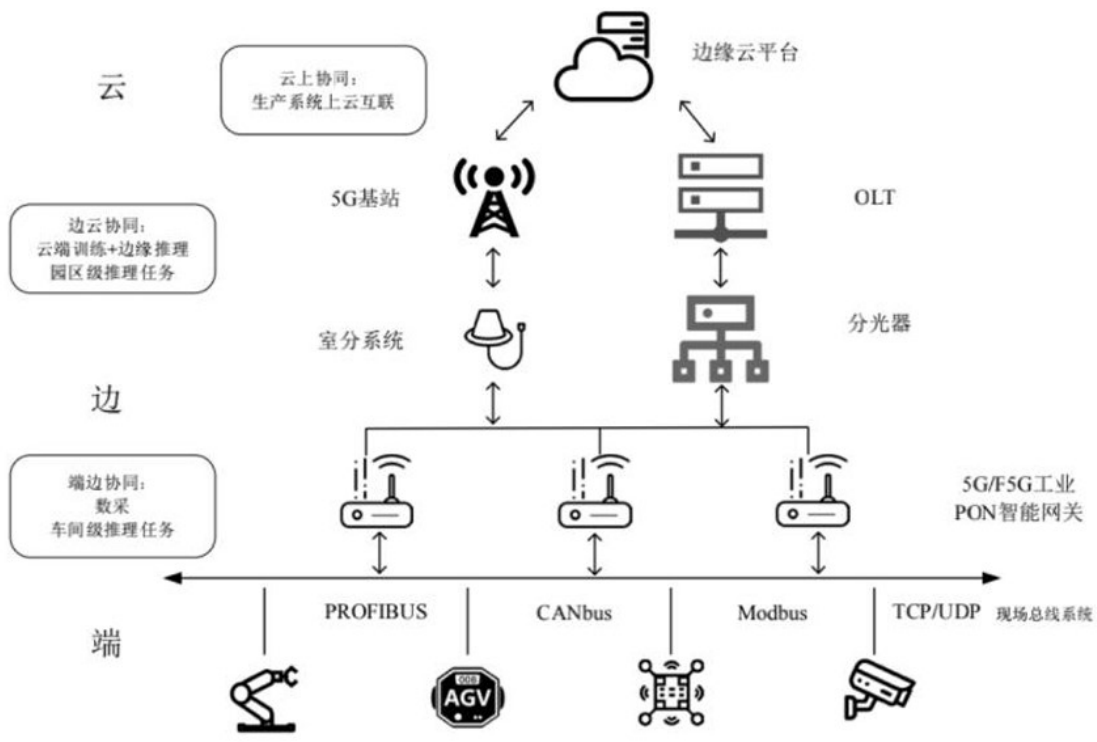 边缘云平台
云
云上协同：
生产系统上云互联
5G基站
OLT
边云协同：
云端训练+边缘推理
园区级推理任务
室分系统
分光器
边
端边协同：
数采
车间级推理任务
5G/F5G工业
PON智能网关
PROFIBUS
CANbus
Modbus
TCP/UDP
现场总线系统
端
008
AGV